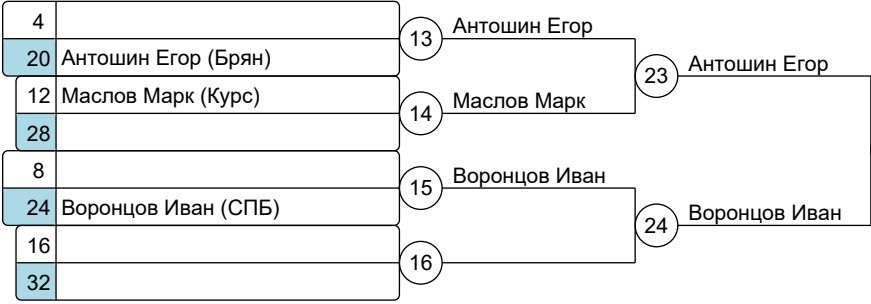 4
20 Антошин Егор (Брян)
12 Маслов Марк (Курс)
28
8
24 Воронцов Иван (СПБ)
16
32
13 Антошин Егор
14 Маслов Марк
15 Воронцов Иван
16
23 Антошин Егор
24 Воронцов Иван